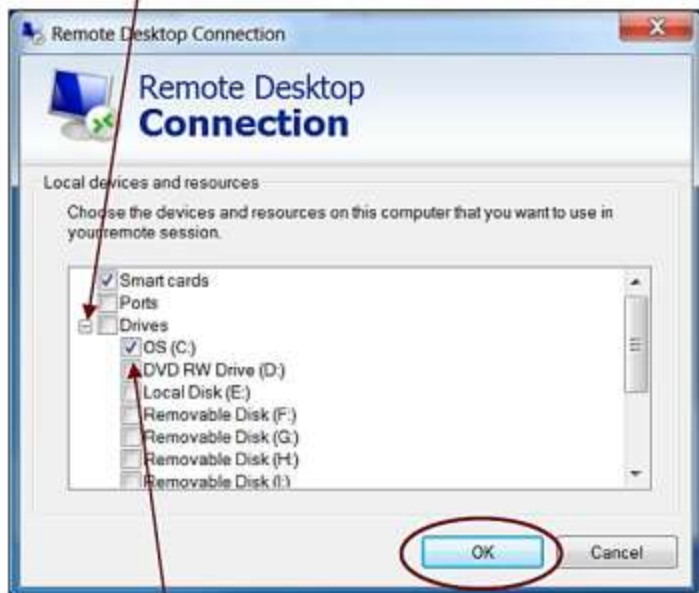 Remote Desktop Connection
Remote Desktop
Connection
Local devices and resources
Choose the devices and resources on this computer that you want to use in
your remote session.
Smart cards
Ports
Drives
OS (C:)
DVD RW Drive (D:)
Local Disk (E:)
Removable Disk (F:)
Removable Disk (G:)
Removable Disk (H:)
Removable Disk (I:)
OK
Cancel